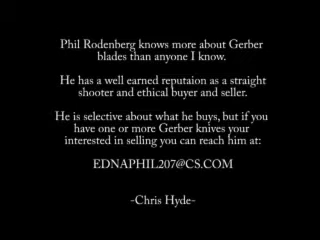 Phil Rodenberg knows more about Gerber
blades than anyone I know.
He has a well earned reputaion as a straight
shooter and ethical buyer and seller.
He is selective about what he buys, but if you
have one or more Gerber knives your
interested in selling you can reach him at:
EDNAPHIL207@CS.COM
-Chris Hyde-